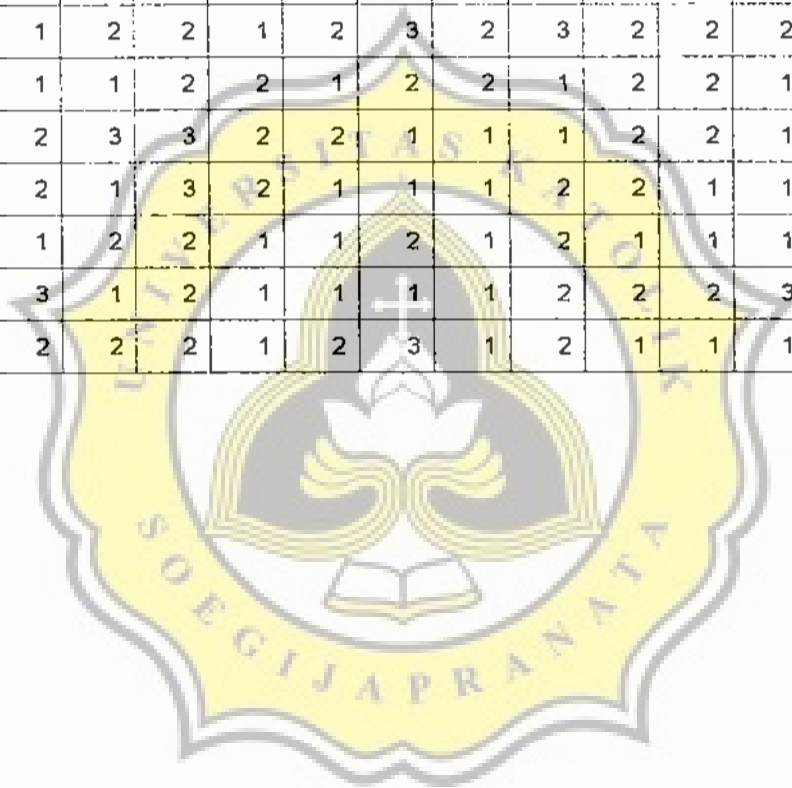 1 2 2 1 2 3 2 3 2 2 2
1 1 2 2 1 2 2 1 2 2 1
2 3 3 2 2 1 1 1 2 2 1
2 1 3 2 1 1 1 2 2 1 1
1 2 2 1 1 2 1 2 1 1 1
3 1 2 1 1 1 1 2 2 2 3
2 2 2 1 2 3 1 2 1 1 1
UNIVERSITAS KATOLIK
SOEGIJAPRANATA